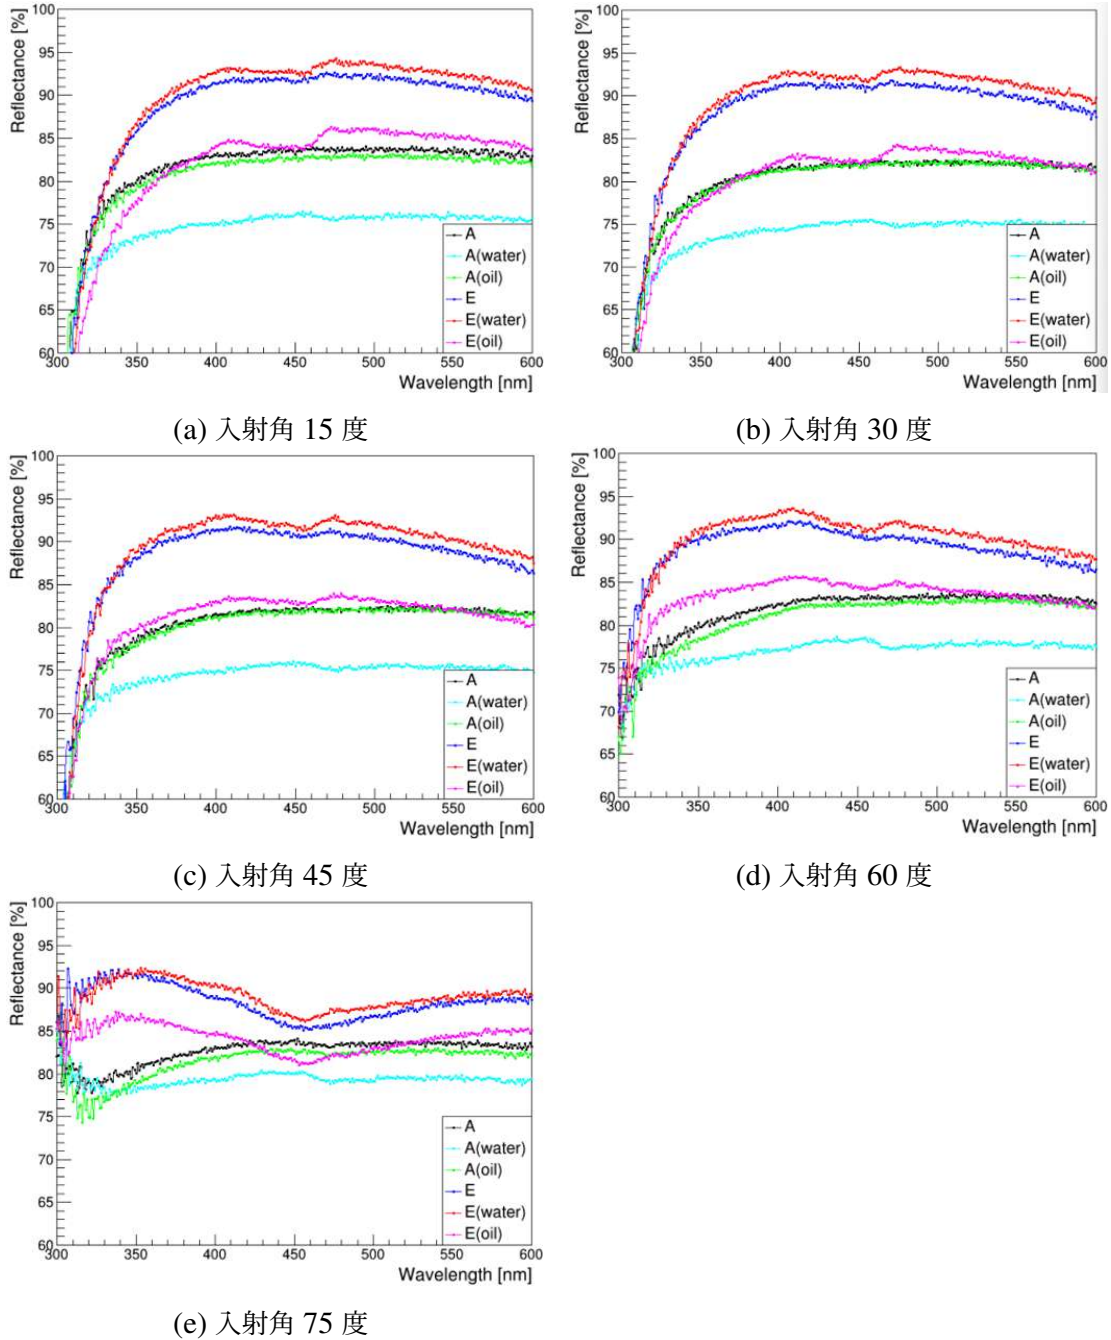 Reflectance [%]
100
95
90
85
80
75
70
65
60
300 350 400 450 500 550 600
Wavelength [nm]
A
A(water)
A(oil)
E
E(water)
E(oil)
(a) 入射角 15 度
Reflectance [%]
100
95
90
85
80
75
70
65
60
300 350 400 450 500 550 600
Wavelength [nm]
A
A(water)
A(oil)
E
E(water)
E(oil)
(b) 入射角 30 度
Reflectance [%]
100
95
90
85
80
75
70
65
60
300 350 400 450 500 550 600
Wavelength [nm]
A
A(water)
A(oil)
E
E(water)
E(oil)
(c) 入射角 45 度
Reflectance [%]
100
95
90
85
80
75
70
65
60
300 350 400 450 500 550 600
Wavelength [nm]
A
A(water)
A(oil)
E
E(water)
E(oil)
(d) 入射角 60 度
Reflectance [%]
100
95
90
85
80
75
70
65
60
300 350 400 450 500 550 600
Wavelength [nm]
A
A(water)
A(oil)
E
E(water)
E(oil)
(e) 入射角 75 度